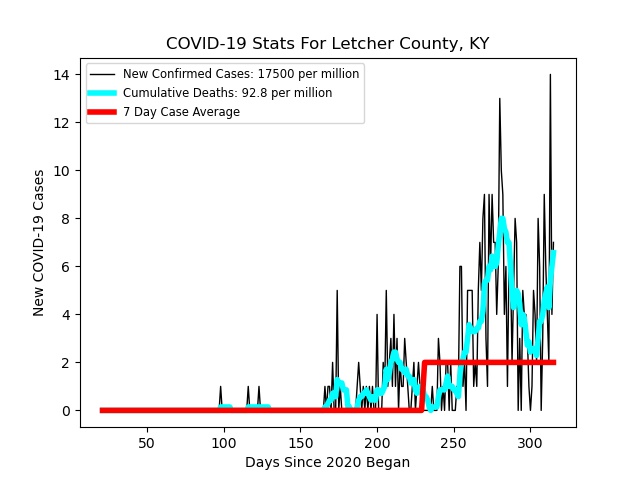 COVID-19 Stats For Letcher County, KY
New Confirmed Cases: 17500 per million
Cumulative Deaths: 92.8 per million
7 Day Case Average
New COVID-19 Cases
14
12
10
8
6
4
2
0
50 100 150 200 250 300
Days Since 2020 Began